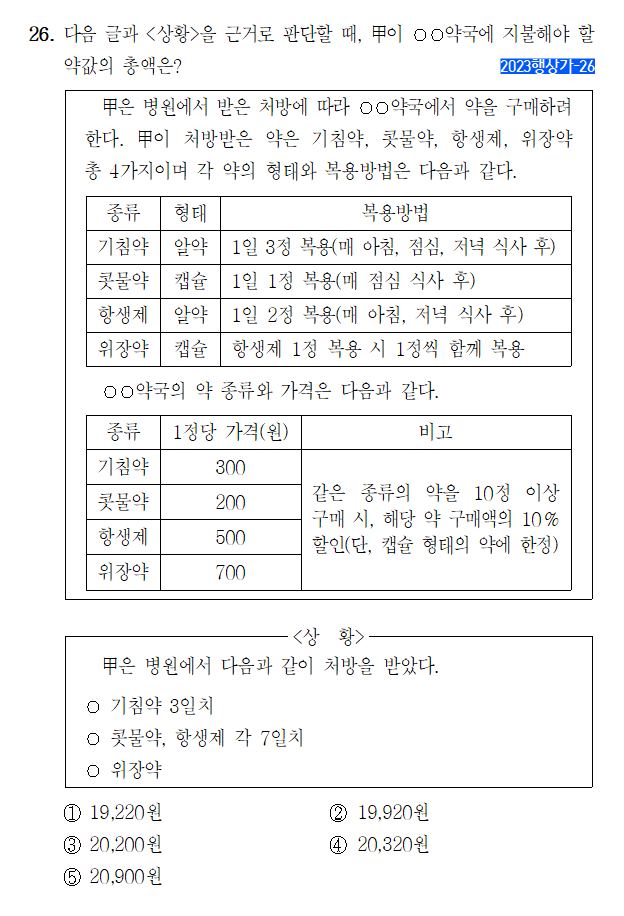 26. 다음 글과 <상황>을 근거로 판단할 때, 甲이 ○○약국에 지불해야 할
약값의 총액은? 2023행상가-26
甲은 병원에서 받은 처방에 따라 ○○약국에서 약을 구매하려
한다. 甲이 처방받은 약은 기침약, 콧물약, 항생제, 위장약
총 4가지이며 각 약의 형태와 복용방법은 다음과 같다.
종류 형태 복용방법
기침약 알약 1일 3정 복용(매 아침, 점심, 저녁 식사 후)
콧물약 캡슐 1일 1정 복용(매 점심 식사 후)
항생제 알약 1일 2정 복용(매 아침, 저녁 식사 후)
위장약 캡슐 항생제 1정 복용 시 1정씩 함께 복용
○○약국의 약 종류와 가격은 다음과 같다.
종류 1정당 가격(원) 비고
기침약 300
콧물약 200
항생제 500
위장약 700
같은 종류의 약을 10정 이상
구매 시, 해당 약 구매액의 10%
할인(단, 캡슐 형태의 약에 한정)
<상 황>
甲은 병원에서 다음과 같이 처방을 받았다.
○ 기침약 3일치
○ 콧물약, 항생제 각 7일치
○ 위장약
① 19,220원 ② 19,920원
③ 20,200원 ④ 20,320원
⑤ 20,900원